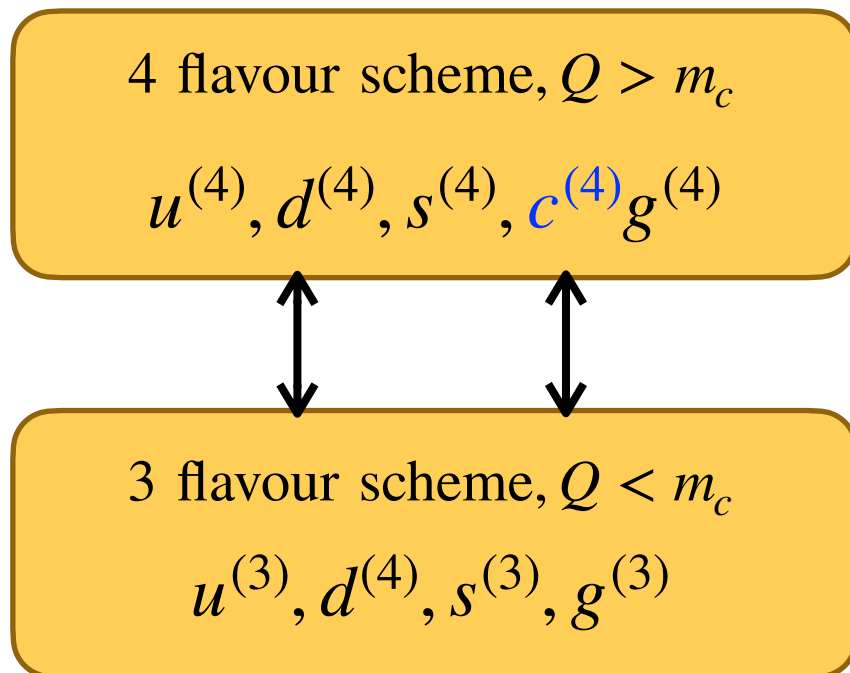 4 flavour scheme, Q > m_c
u^(4), d^(4), s^(4), c^(4)g^(4)
3 flavour scheme, Q < m_c
u^(3), d^(4), s^(3), g^(3)